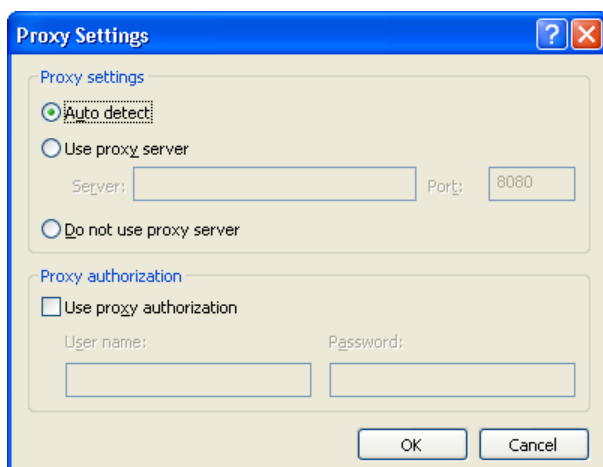 Proxy Settings
Proxy settings
Auto detect
Use proxy server
Server: Port: 8080
Do not use proxy server
Proxy authorization
Use proxy authorization
User name: Password:
OK Cancel